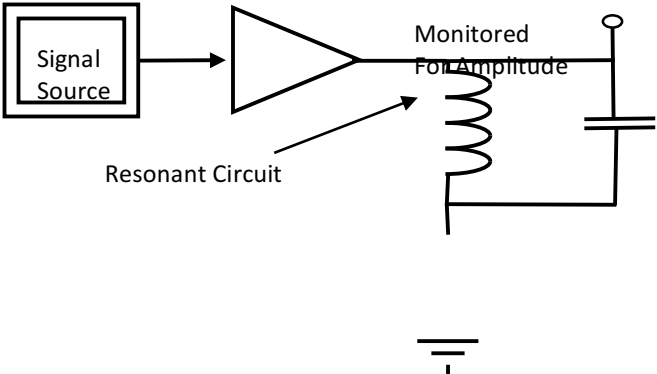 Signal
Source
Monitored
For Amplitude
Resonant Circuit